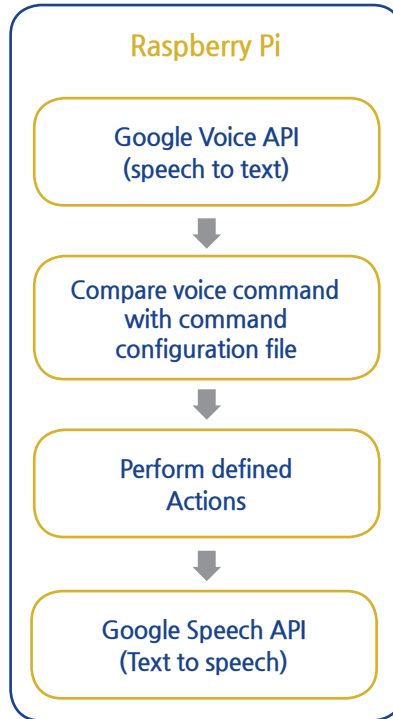 Raspberry Pi
Google Voice API
(speech to text)
Compare voice command
with command
configuration file
Perform defined
Actions
Google Speech API
(Text to speech)